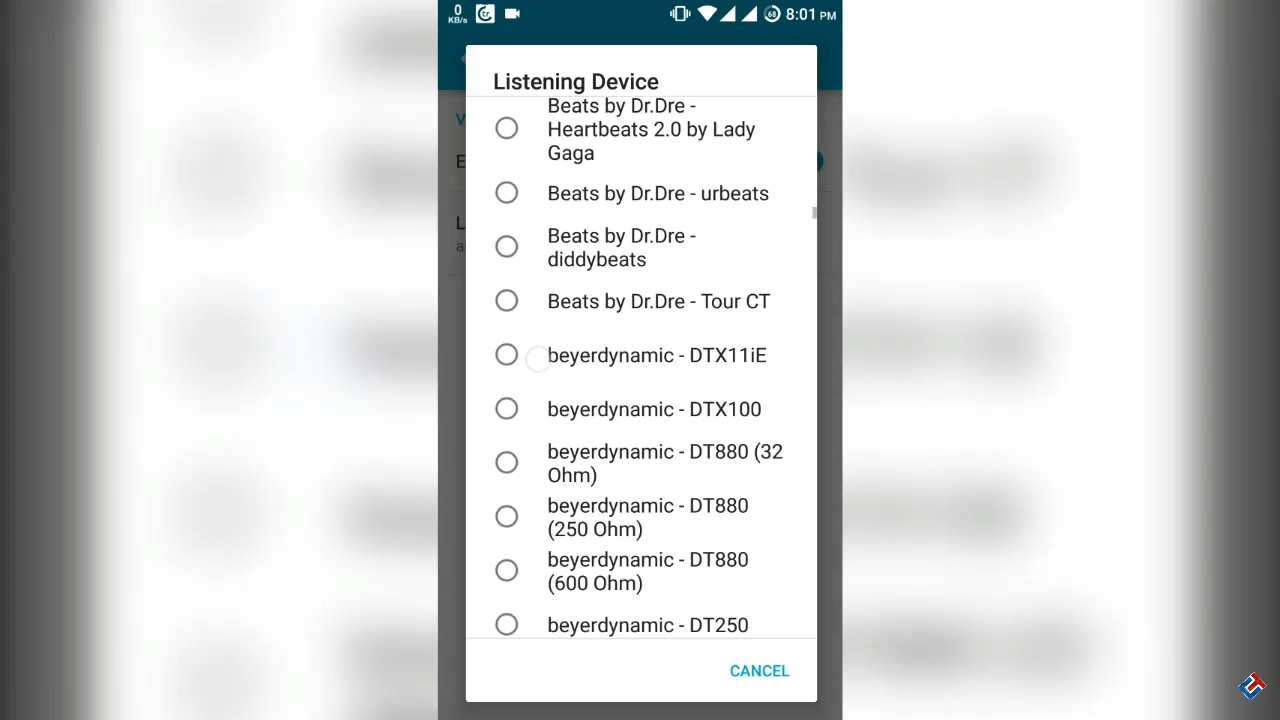 0
KB/s
68
8:01 PM
Listening Device
Beats by Dr.Dre -
Heartbeats 2.0 by Lady
Gaga
Beats by Dr.Dre - urbeats
Beats by Dr.Dre -
diddybeats
Beats by Dr.Dre - Tour CT
beyerdynamic - DTX11iE
beyerdynamic - DTX100
beyerdynamic - DT880 (32
Ohm)
beyerdynamic - DT880
(250 Ohm)
beyerdynamic - DT880
(600 Ohm)
beyerdynamic - DT250
CANCEL